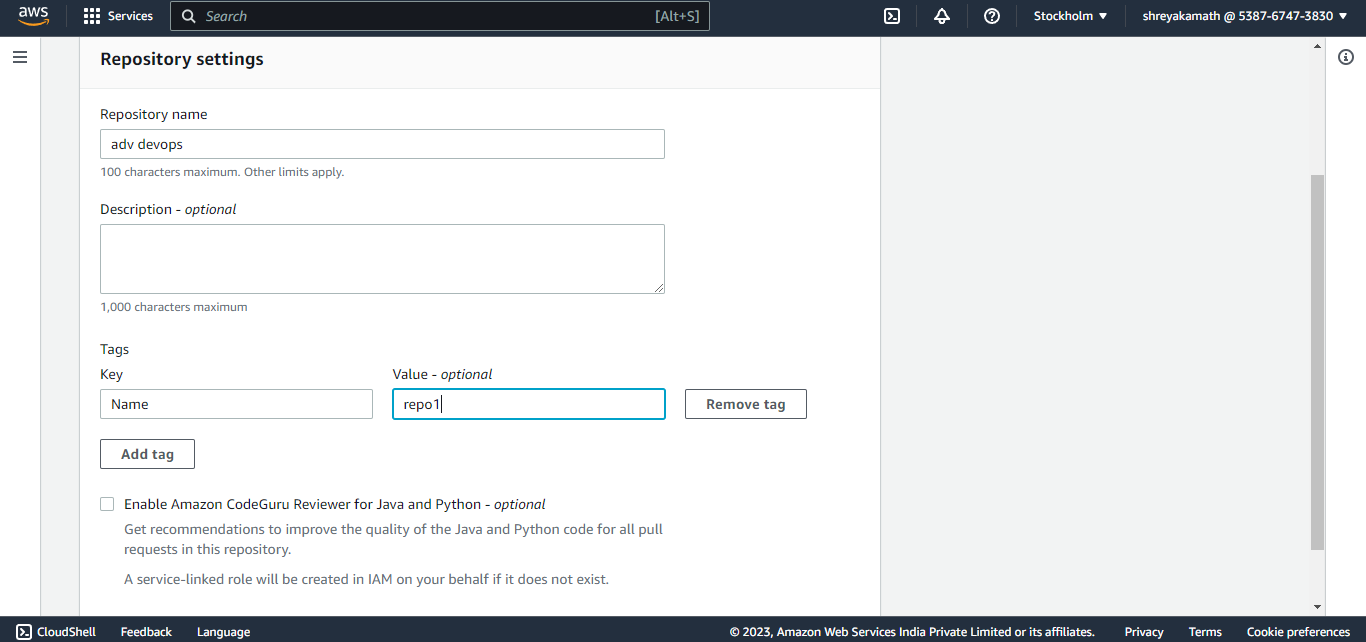 aws Services Search [Alt+S] Stockholm ▼ shreyakamath @ 5387-6747-3830 ▼
Repository settings
Repository name
adv devops
100 characters maximum. Other limits apply.
Description - optional
1,000 characters maximum
Tags
Key Value - optional
Name repo1 Remove tag
Add tag
Enable Amazon CodeGuru Reviewer for Java and Python - optional
Get recommendations to improve the quality of the Java and Python code for all pull
requests in this repository.
A service-linked role will be created in IAM on your behalf if it does not exist.
CloudShell Feedback Language © 2023, Amazon Web Services India Private Limited or its affiliates. Privacy Terms Cookie preferences